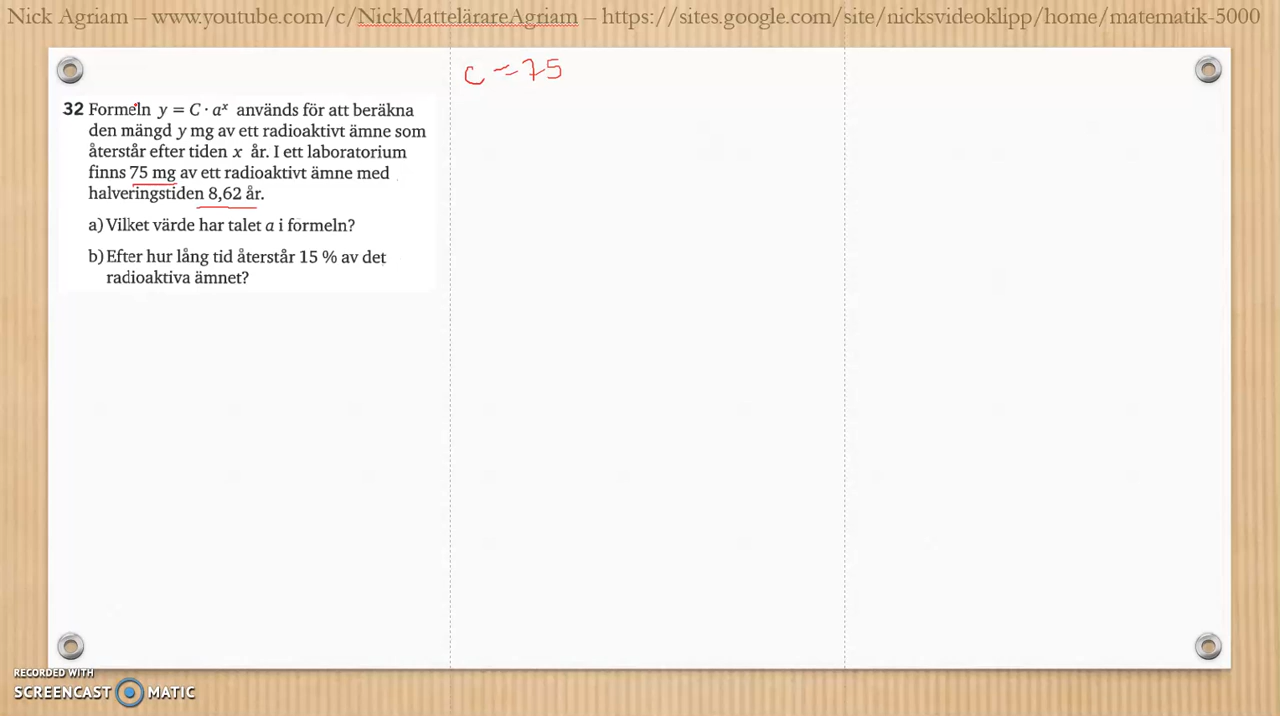 Nick Agriam – www.youtube.com/c/NickMattelärareAgriam – https://sites.google.com/site/nicksvideoklipp/home/matematik-5000
32 Formeln y = C · aˣ används för att beräkna
den mängd y mg av ett radioaktivt ämne som
återstår efter tiden x år. I ett laboratorium
finns 75 mg av ett radioaktivt ämne med
halveringstiden 8,62 år.
a) Vilket värde har talet a i formeln?
b) Efter hur lång tid återstår 15 % av det
radioaktiva ämnet?
C = 75
RECORDED WITH
SCREENCAST MATIC